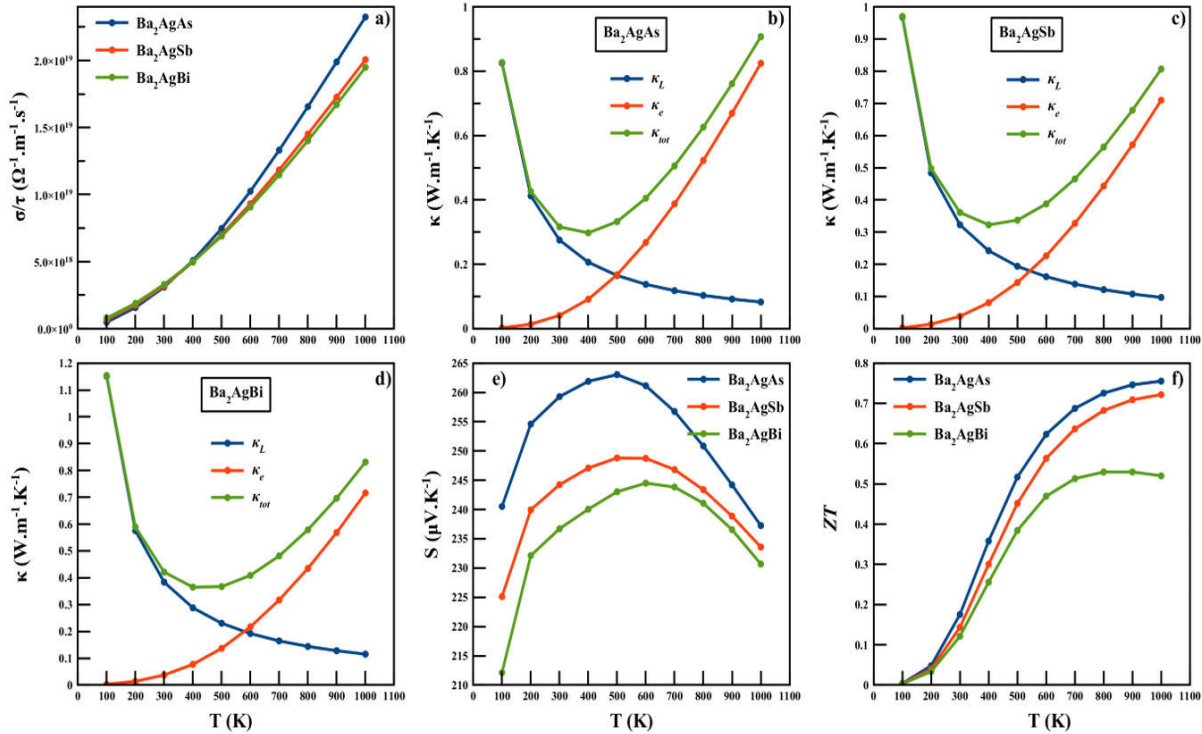 a)
Ba₂AgAs
Ba₂AgSb
Ba₂AgBi
σ/τ (Ω⁻¹.m⁻¹.s⁻¹)
2.0×10¹⁹
1.5×10¹⁹
1.0×10¹⁹
5.0×10¹⁸
0.0×10⁰
0 100 200 300 400 500 600 700 800 900 1000 1100
b)
Ba₂AgAs
κ_L
κ_e
κ_tot
κ (W.m⁻¹.K⁻¹)
1
0.8
0.6
0.4
0.2
0
0 100 200 300 400 500 600 700 800 900 1000 1100
c)
Ba₂AgSb
κ_L
κ_e
κ_tot
κ (W.m⁻¹.K⁻¹)
1
0.9
0.8
0.7
0.6
0.5
0.4
0.3
0.2
0.1
0
0 100 200 300 400 500 600 700 800 900 1000 1100
d)
Ba₂AgBi
κ_L
κ_e
κ_tot
κ (W.m⁻¹.K⁻¹)
1.2
1.1
1
0.9
0.8
0.7
0.6
0.5
0.4
0.3
0.2
0.1
0
0 100 200 300 400 500 600 700 800 900 1000 1100
T (K)
e)
Ba₂AgAs
Ba₂AgSb
Ba₂AgBi
S (μV.K⁻¹)
265
260
255
250
245
240
235
230
225
220
215
210
0 100 200 300 400 500 600 700 800 900 1000 1100
T (K)
f)
Ba₂AgAs
Ba₂AgSb
Ba₂AgBi
ZT
0.8
0.7
0.6
0.5
0.4
0.3
0.2
0.1
0
0 100 200 300 400 500 600 700 800 900 1000 1100
T (K)